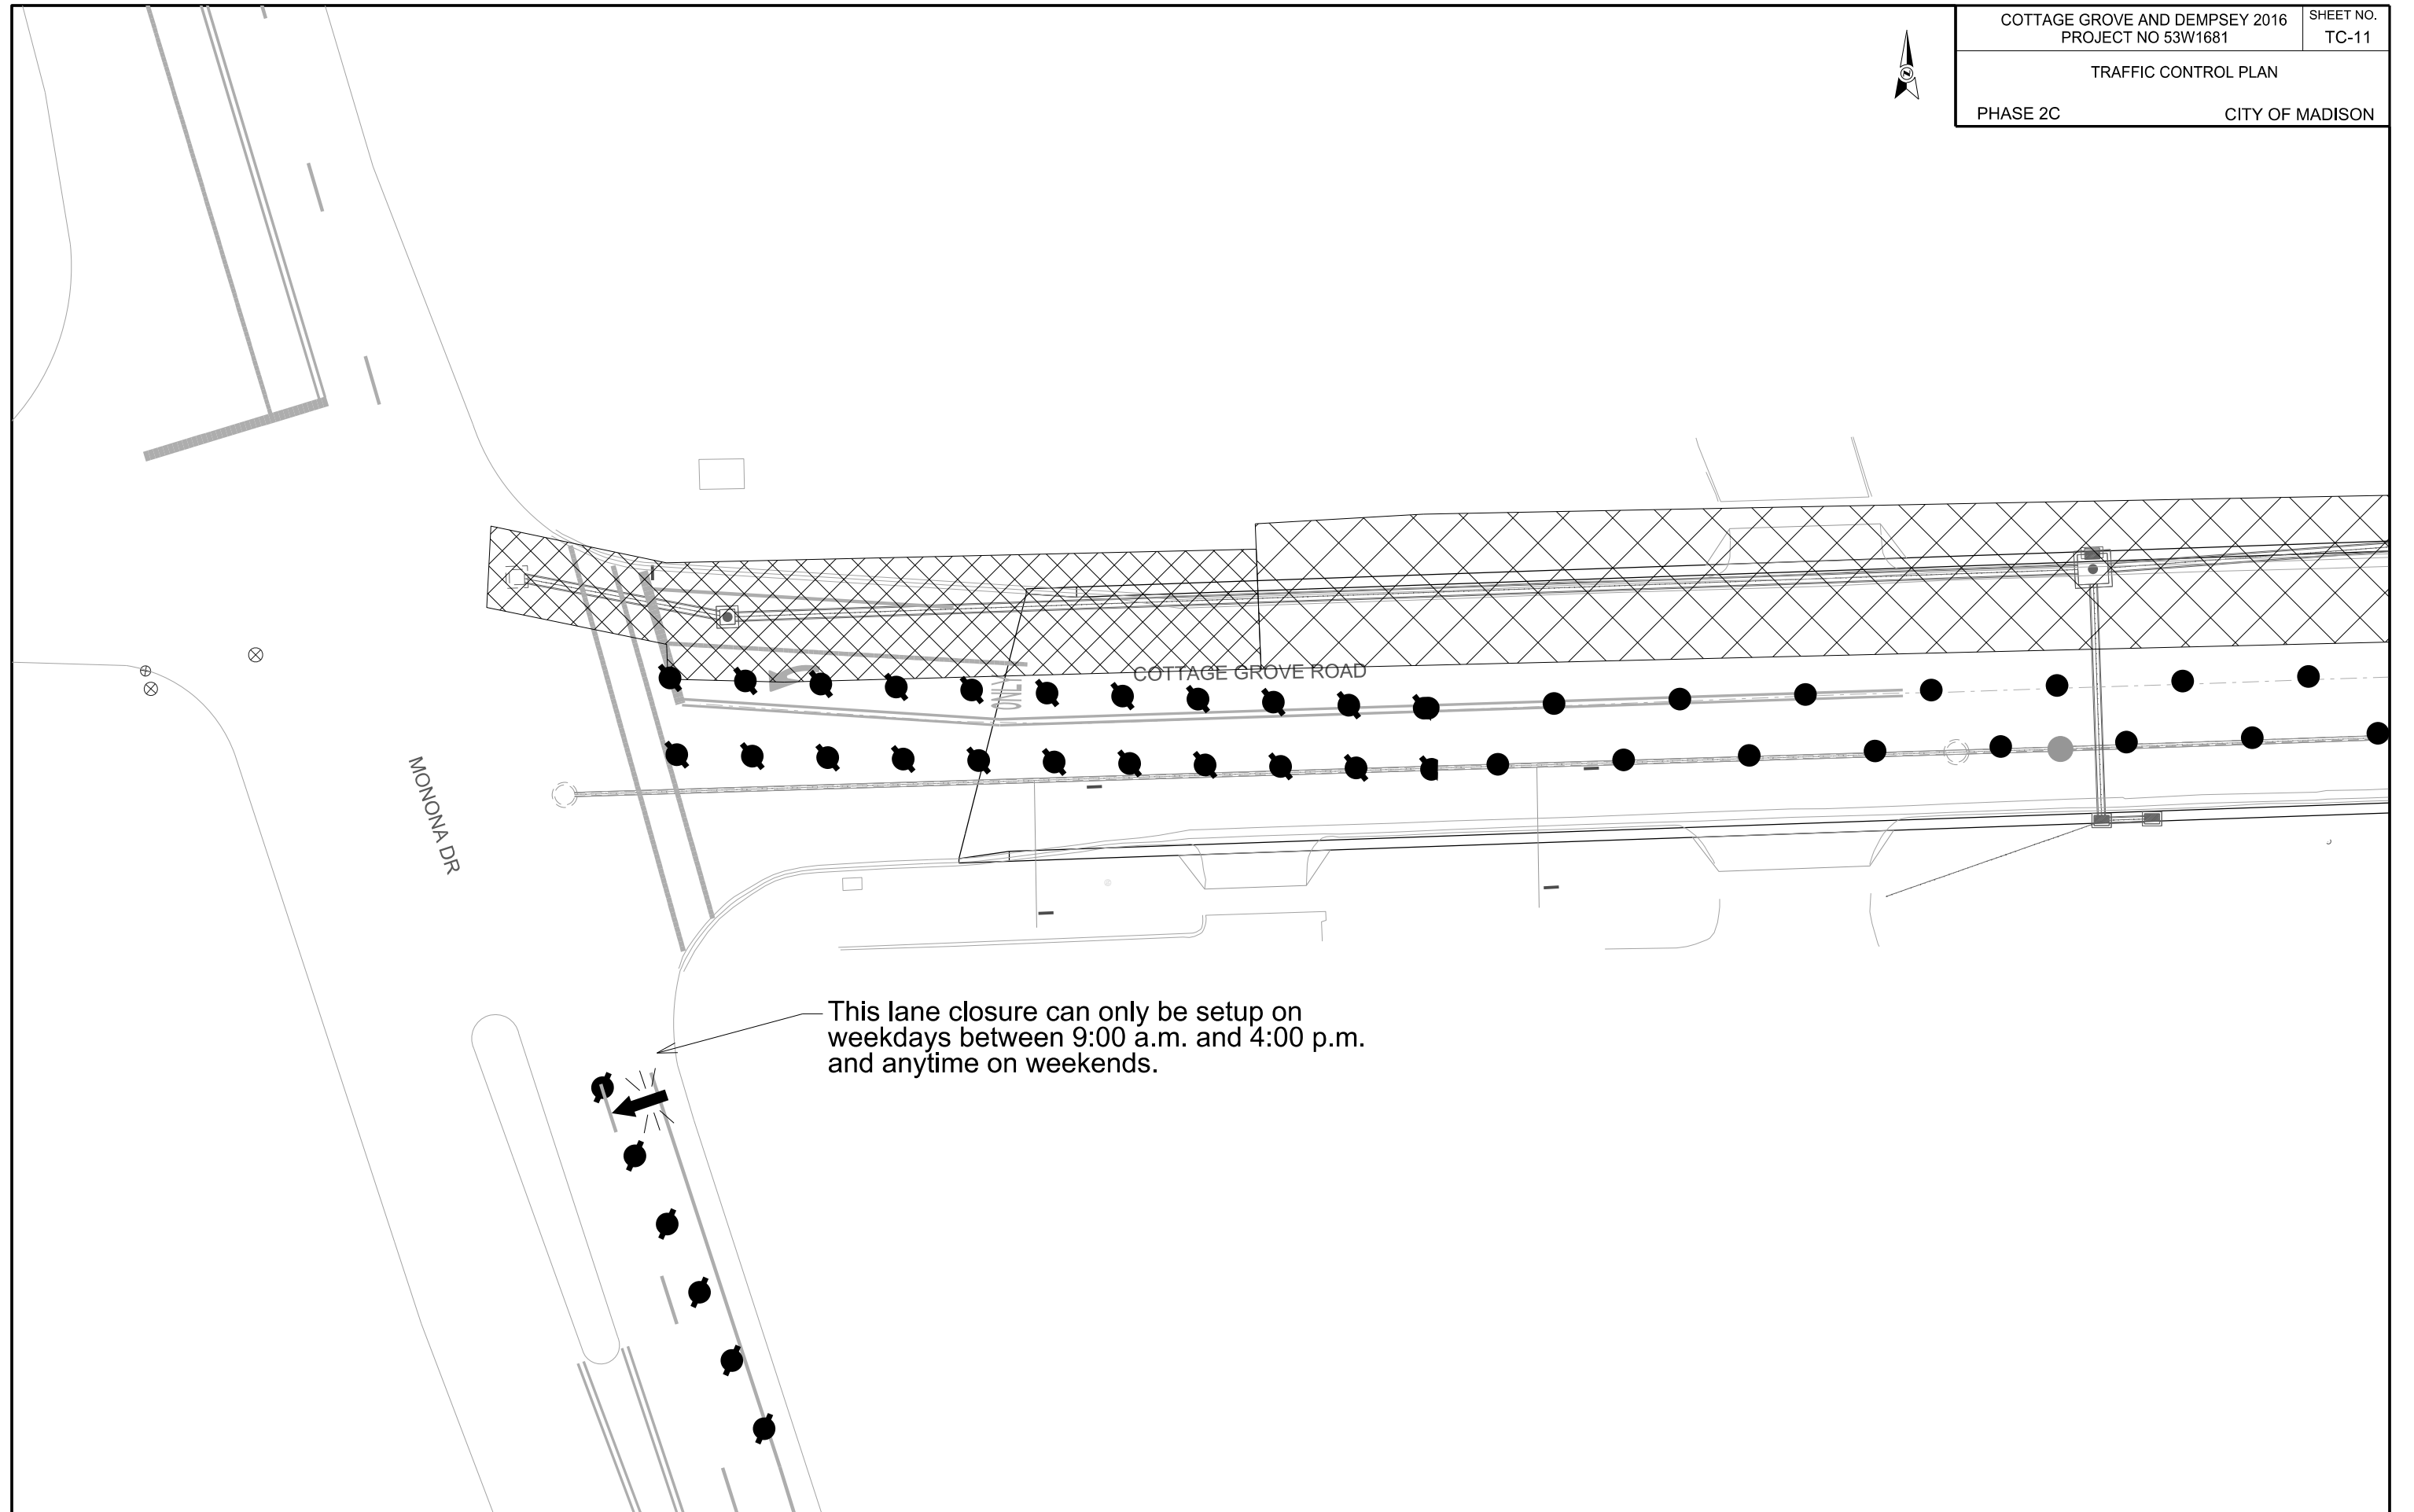 COTTAGE GROVE AND DEMPSEY 2016
PROJECT NO 53W1681
SHEET NO.
TC-11
TRAFFIC CONTROL PLAN
PHASE 2C
CITY OF MADISON
N
COTTAGE GROVE ROAD
ONLY
MONONA DR
This lane closure can only be setup on
weekdays between 9:00 a.m. and 4:00 p.m.
and anytime on weekends.